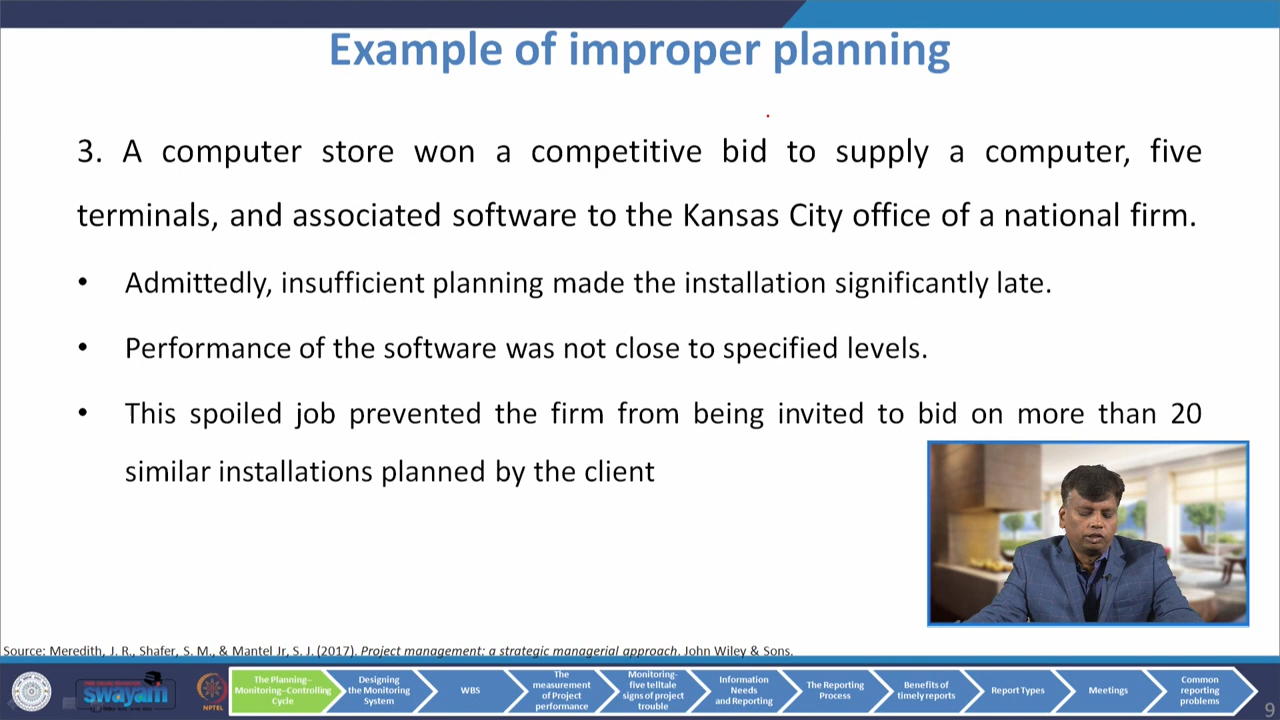 Example of improper planning
3. A computer store won a competitive bid to supply a computer, five
terminals, and associated software to the Kansas City office of a national firm.
• Admittedly, insufficient planning made the installation significantly late.
• Performance of the software was not close to specified levels.
• This spoiled job prevented the firm from being invited to bid on more than 20
similar installations planned by the client
Source: Meredith, J. R., Shafer, S. M., & Mantel Jr, S. J. (2017). Project management: a strategic managerial approach. John Wiley & Sons.
swayam
NPTEL
The Planning–
Monitoring–Controlling
Cycle
Designing
the Monitoring
System
WBS
The
measurement
of Project
performance
Monitoring-
five telltale
signs of project
trouble
Information
Needs
and Reporting
The Reporting
Process
Benefits of
timely reports
Report Types
Meetings
Common
reporting
problems
9